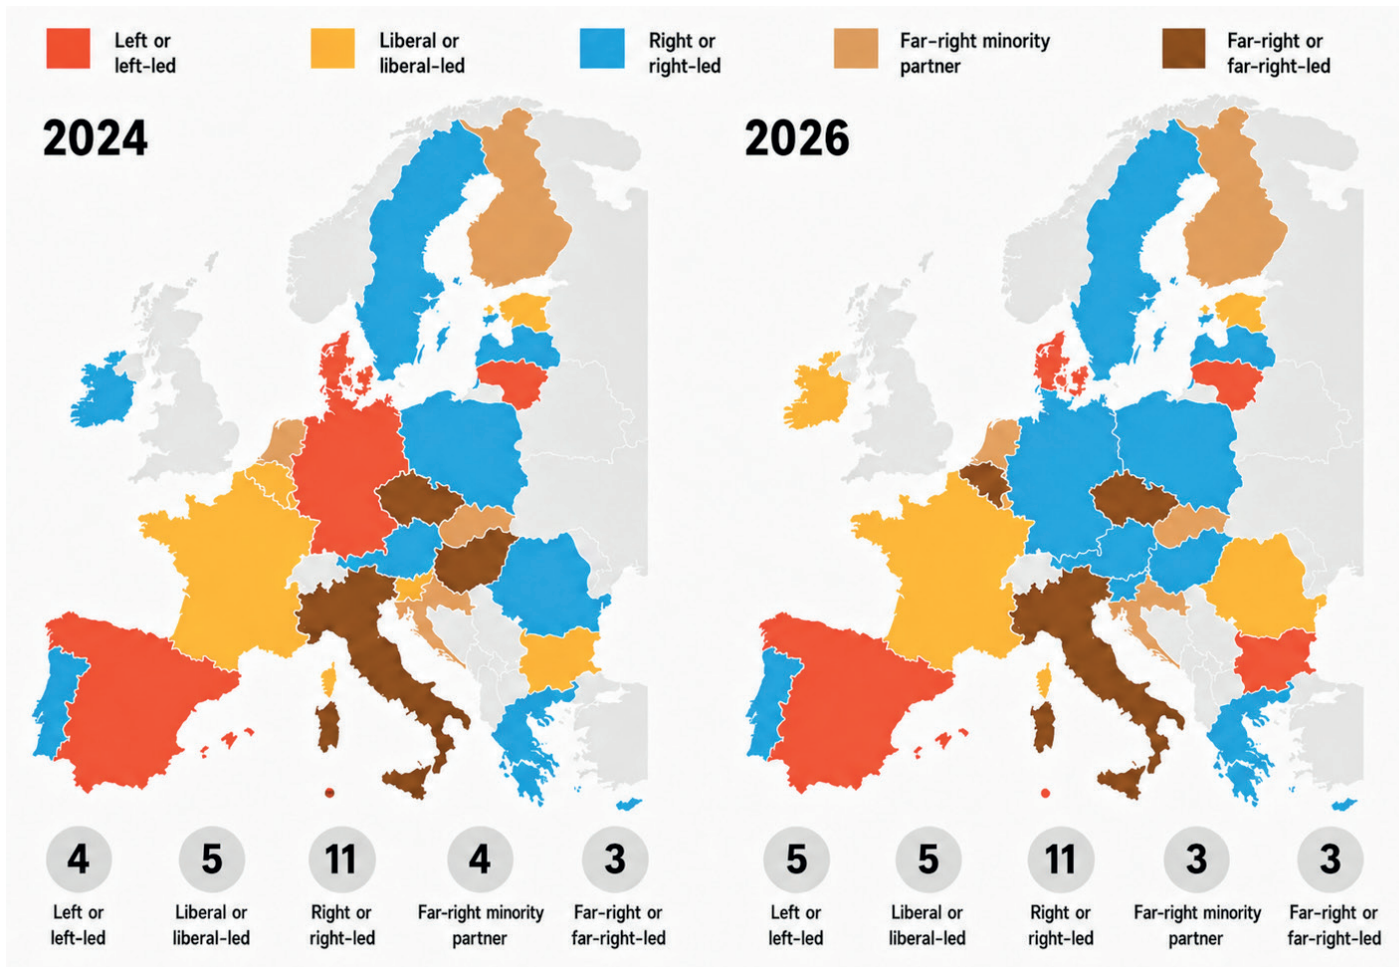 Left or
left-led
Liberal or
liberal-led
Right or
right-led
Far-right minority
partner
Far-right or
far-right-led
2024
2026
4
5
11
4
3
Left or
left-led
Liberal or
liberal-led
Right or
right-led
Far-right minority
partner
Far-right or
far-right-led
5
5
11
3
3
Left or
left-led
Liberal or
liberal-led
Right or
right-led
Far-right minority
partner
Far-right or
far-right-led